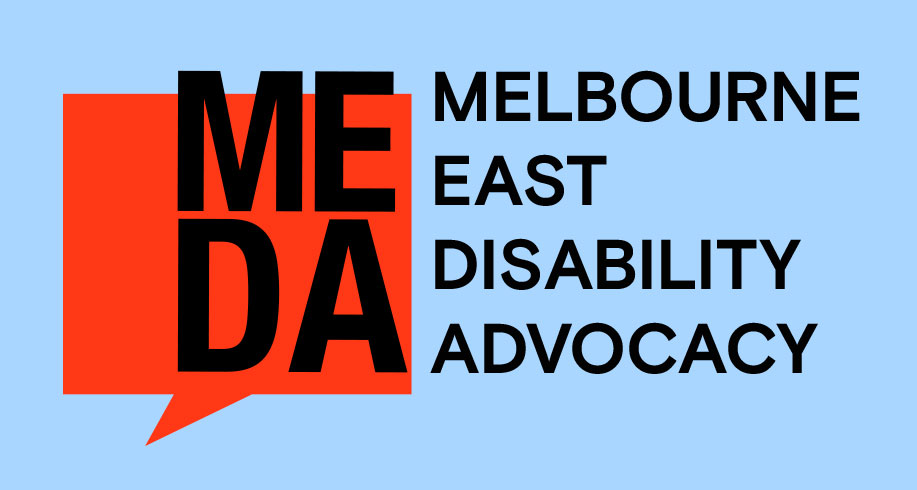 ME
DA
MELBOURNE
EAST
DISABILITY
ADVOCACY